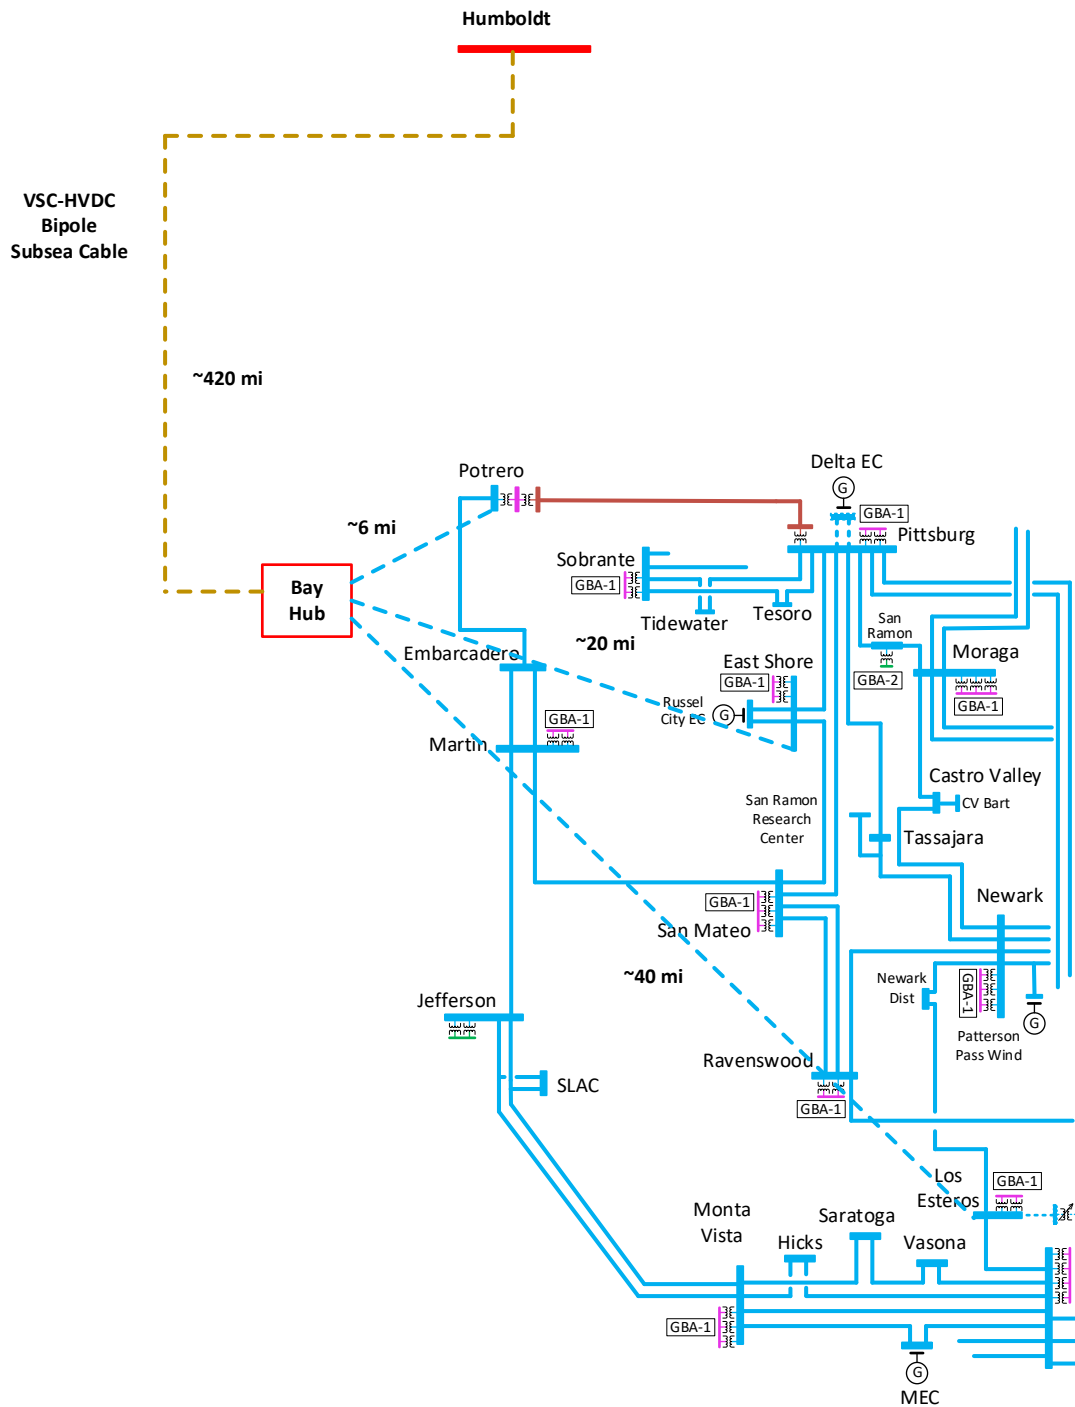 Humboldt
VSC-HVDC
Bipole
Subsea Cable
~420 mi
Potrero
Delta EC
G
GBA-1
Pittsburg
~6 mi
Sobrante
GBA-1
Tidewater
Tesoro
Bay
Hub
~20 mi
San
Ramon
GBA-2
Moraga
GBA-1
Embarcadero
East Shore
GBA-1
Russel
City EC
G
GBA-1
Martin
Castro Valley
CV Bart
San Ramon
Research
Center
Tassajara
Newark
GBA-1
San Mateo
~40 mi
Newark
Dist
GBA-1
G
Patterson
Pass Wind
Jefferson
SLAC
Ravenswood
GBA-1
Los
Esteros
GBA-1
Monta
Vista
Hicks
Saratoga
Vasona
GBA-1
G
MEC